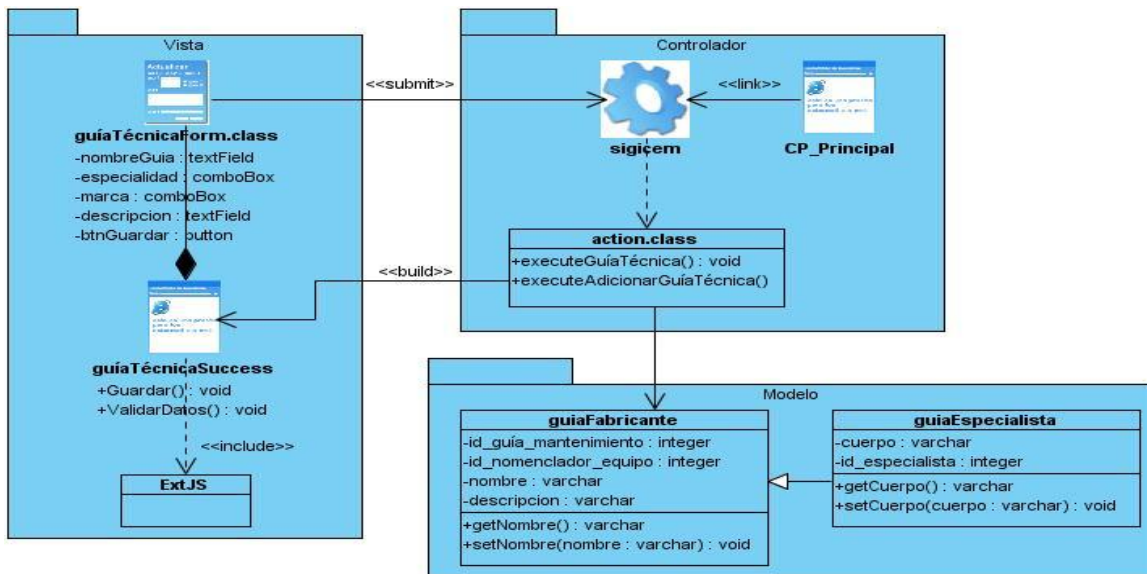 Vista
Actualizar
guíaTécnicaForm.class
-nombreGuia : textField
-especialidad : comboBox
-marca : comboBox
-descripcion : textField
-btnGuardar : button
guíaTécnicaSuccess
+Guardar() : void
+ValidarDatos() : void
<<include>>
ExtJS
<<submit>>
<<build>>
Controlador
<<link>>
sigicem
CP_Principal
action.class
+executeGuíaTécnica() : void
+executeAdicionarGuíaTécnica()
Modelo
guiaFabricante
-id_guía_mantenimiento : integer
-id_nomenclador_equipo : integer
-nombre : varchar
-descripcion : varchar
+getNombre() : varchar
+setNombre(nombre : varchar) : void
guiaEspecialista
-cuerpo : varchar
-id_especialista : integer
+getCuerpo() : varchar
+setCuerpo(cuerpo : varchar) : void